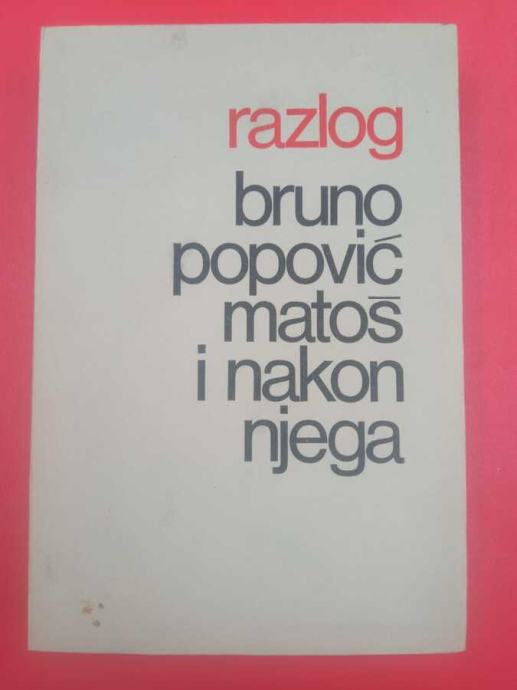 razlog
bruno
popović
matoš
i nakon
njega